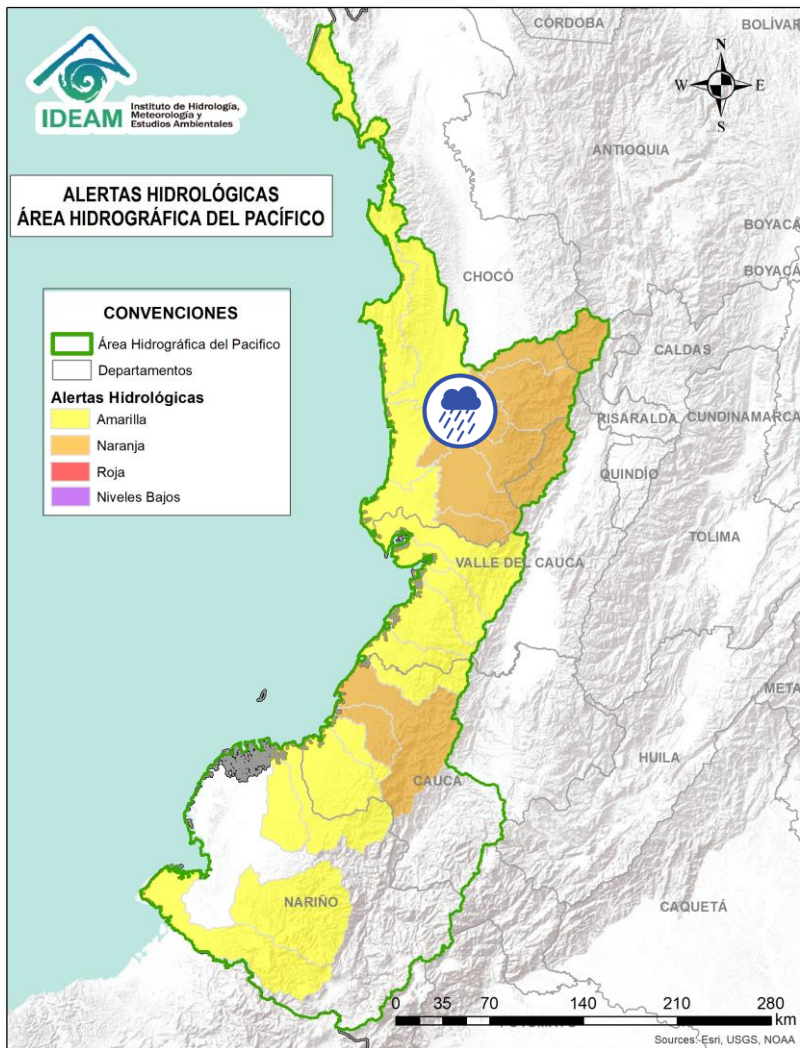 CÓRDOBA
BOLÍVAR
N
W
E
S
IDEAM
Instituto de Hidrología,
Meteorología y
Estudios Ambientales
ANTIOQUIA
ALERTAS HIDROLÓGICAS
ÁREA HIDROGRÁFICA DEL PACÍFICO
BOYACÁ
BOYACÁ
CHOCÓ
CONVENCIONES
Área Hidrográfica del Pacifico
Departamentos
Alertas Hidrológicas
Amarilla
Naranja
Roja
Niveles Bajos
CALDAS
RISARALDA
CUNDINAMARCA
QUINDÍO
TOLIMA
VALLE DEL CAUCA
META
HUILA
CAUCA
NARIÑO
CAQUETÁ
0 35 70 140 210 280
km
Sources: Esri, USGS, NOAA